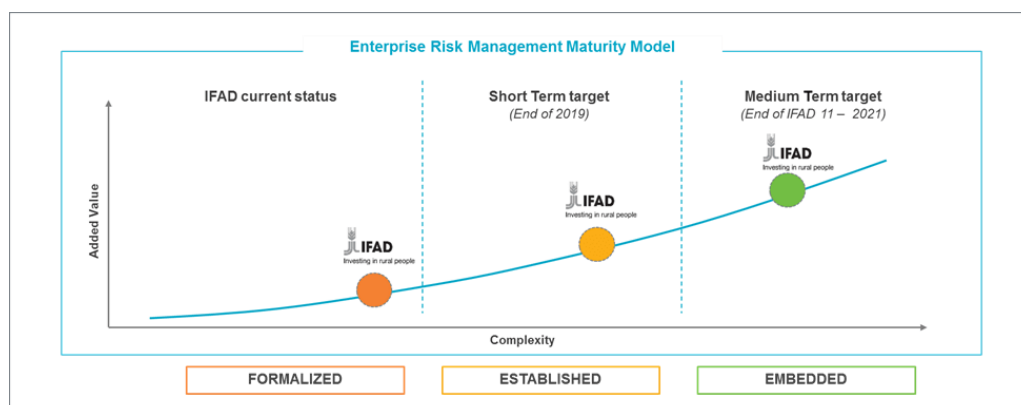 Enterprise Risk Management Maturity Model
IFAD current status
Short Term target
(End of 2019)
Medium Term target
(End of IFAD 11 – 2021)
IFAD
Investing in rural people
IFAD
Investing in rural people
IFAD
Investing in rural people
Added Value
Complexity
FORMALIZED
ESTABLISHED
EMBEDDED